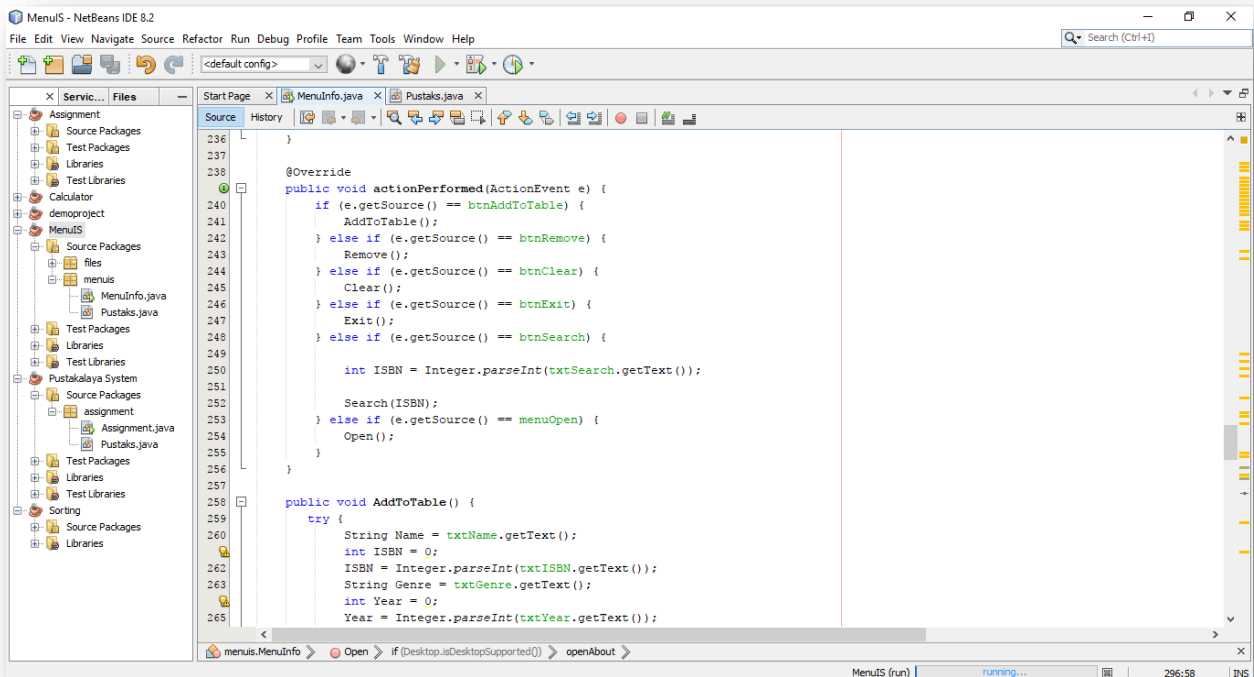 MenuIS - NetBeans IDE 8.2
File Edit View Navigate Source Refactor Run Debug Profile Team Tools Window Help
Search (Ctrl+I)
<default config>
Servic... Files
Assignment
Source Packages
Test Packages
Libraries
Test Libraries
Calculator
demoproject
MenuIS
Source Packages
files
menuis
MenuInfo.java
Pustaks.java
Test Packages
Libraries
Test Libraries
Pustakalaya System
Source Packages
assignment
Assignment.java
Pustaks.java
Test Packages
Libraries
Test Libraries
Sorting
Source Packages
Libraries
Start Page MenuInfo.java Pustaks.java
Source History
236 }
237
238 @Override
public void actionPerformed(ActionEvent e) {
240 if (e.getSource() == btnAddToTable) {
241 AddToTable();
242 } else if (e.getSource() == btnRemove) {
243 Remove();
244 } else if (e.getSource() == btnClear) {
245 Clear();
246 } else if (e.getSource() == btnExit) {
247 Exit();
248 } else if (e.getSource() == btnSearch) {
249
250 int ISBN = Integer.parseInt(txtSearch.getText());
251
252 Search(ISBN);
253 } else if (e.getSource() == menuOpen) {
254 Open();
255 }
256 }
257
258 public void AddToTable() {
259 try {
260 String Name = txtName.getText();
int ISBN = 0;
262 ISBN = Integer.parseInt(txtISBN.getText());
263 String Genre = txtGenre.getText();
int Year = 0;
265 Year = Integer.parseInt(txtYear.getText());
menuis.MenuInfo Open if (Desktop.isDesktopSupported()) openAbout
MenuIS (run) running... 296:58 INS